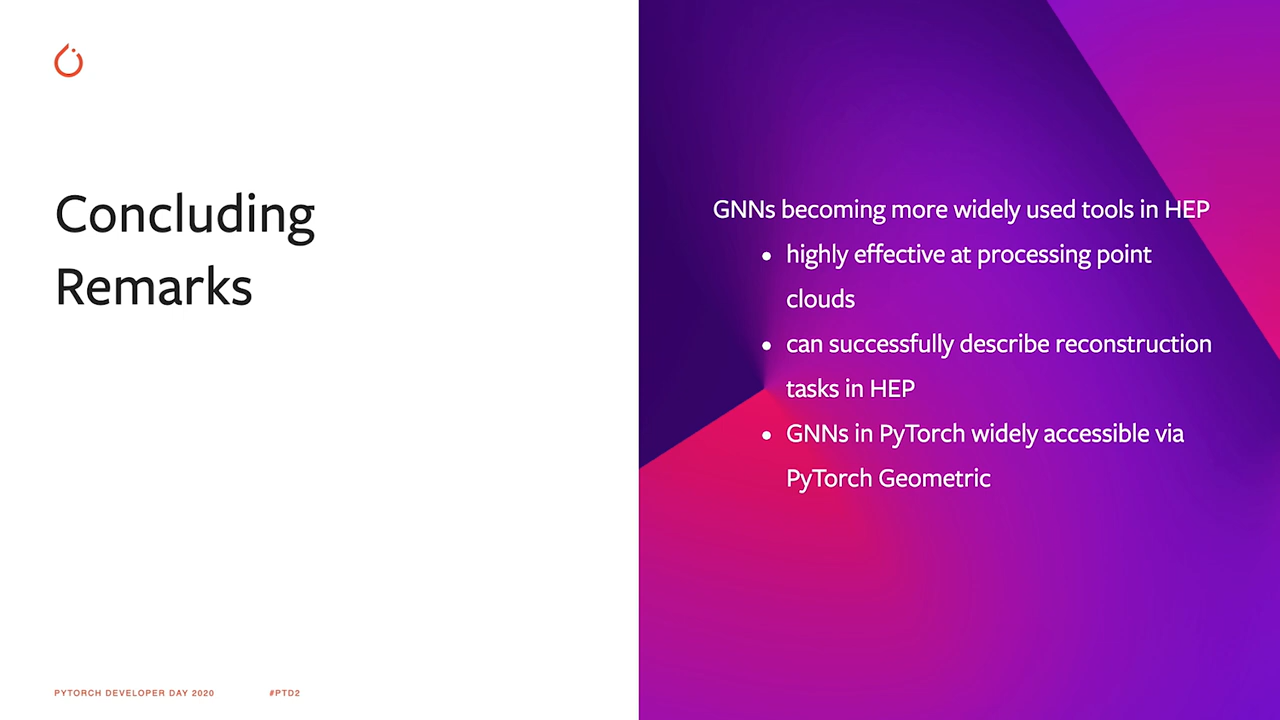 Concluding
Remarks
GNNs becoming more widely used tools in HEP
• highly effective at processing point
clouds
• can successfully describe reconstruction
tasks in HEP
• GNNs in PyTorch widely accessible via
PyTorch Geometric
PYTORCH DEVELOPER DAY 2020 #PTD2